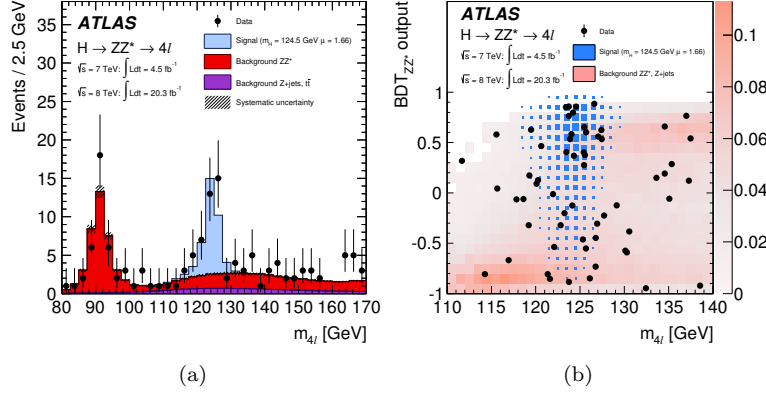 ATLAS
H → ZZ* → 4l
√s = 7 TeV: ∫Ldt = 4.5 fb⁻¹
√s = 8 TeV: ∫Ldt = 20.3 fb⁻¹
Data
Signal (m_H = 124.5 GeV μ = 1.66)
Background ZZ*
Background Z+jets, tt̄
Systematic uncertainty
Events / 2.5 GeV
35
30
25
20
15
10
5
0
80 90 100 110 120 130 140 150 160 170
m_4l [GeV]
(a)
ATLAS
H → ZZ* → 4l
√s = 7 TeV: ∫Ldt = 4.5 fb⁻¹
√s = 8 TeV: ∫Ldt = 20.3 fb⁻¹
Data
Signal (m_H = 124.5 GeV μ = 1.66)
Background ZZ*, Z+jets
BDT_ZZ* output
1
0.5
0
-0.5
-1
110 115 120 125 130 135 140
m_4l [GeV]
0.1
0.08
0.06
0.04
0.02
0
(b)